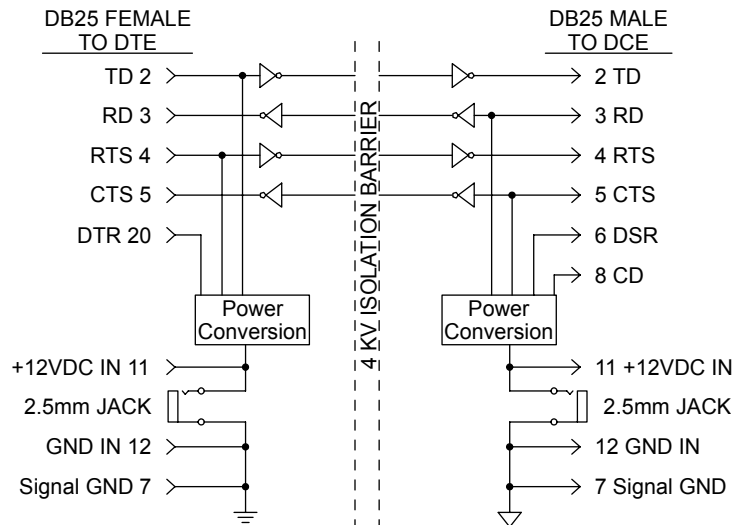 DB25 FEMALE
TO DTE
TD 2
RD 3
RTS 4
CTS 5
DTR 20
Power
Conversion
+12VDC IN 11
2.5mm JACK
GND IN 12
Signal GND 7
4 KV ISOLATION BARRIER
DB25 MALE
TO DCE
2 TD
3 RD
4 RTS
5 CTS
6 DSR
8 CD
Power
Conversion
11 +12VDC IN
2.5mm JACK
12 GND IN
7 Signal GND